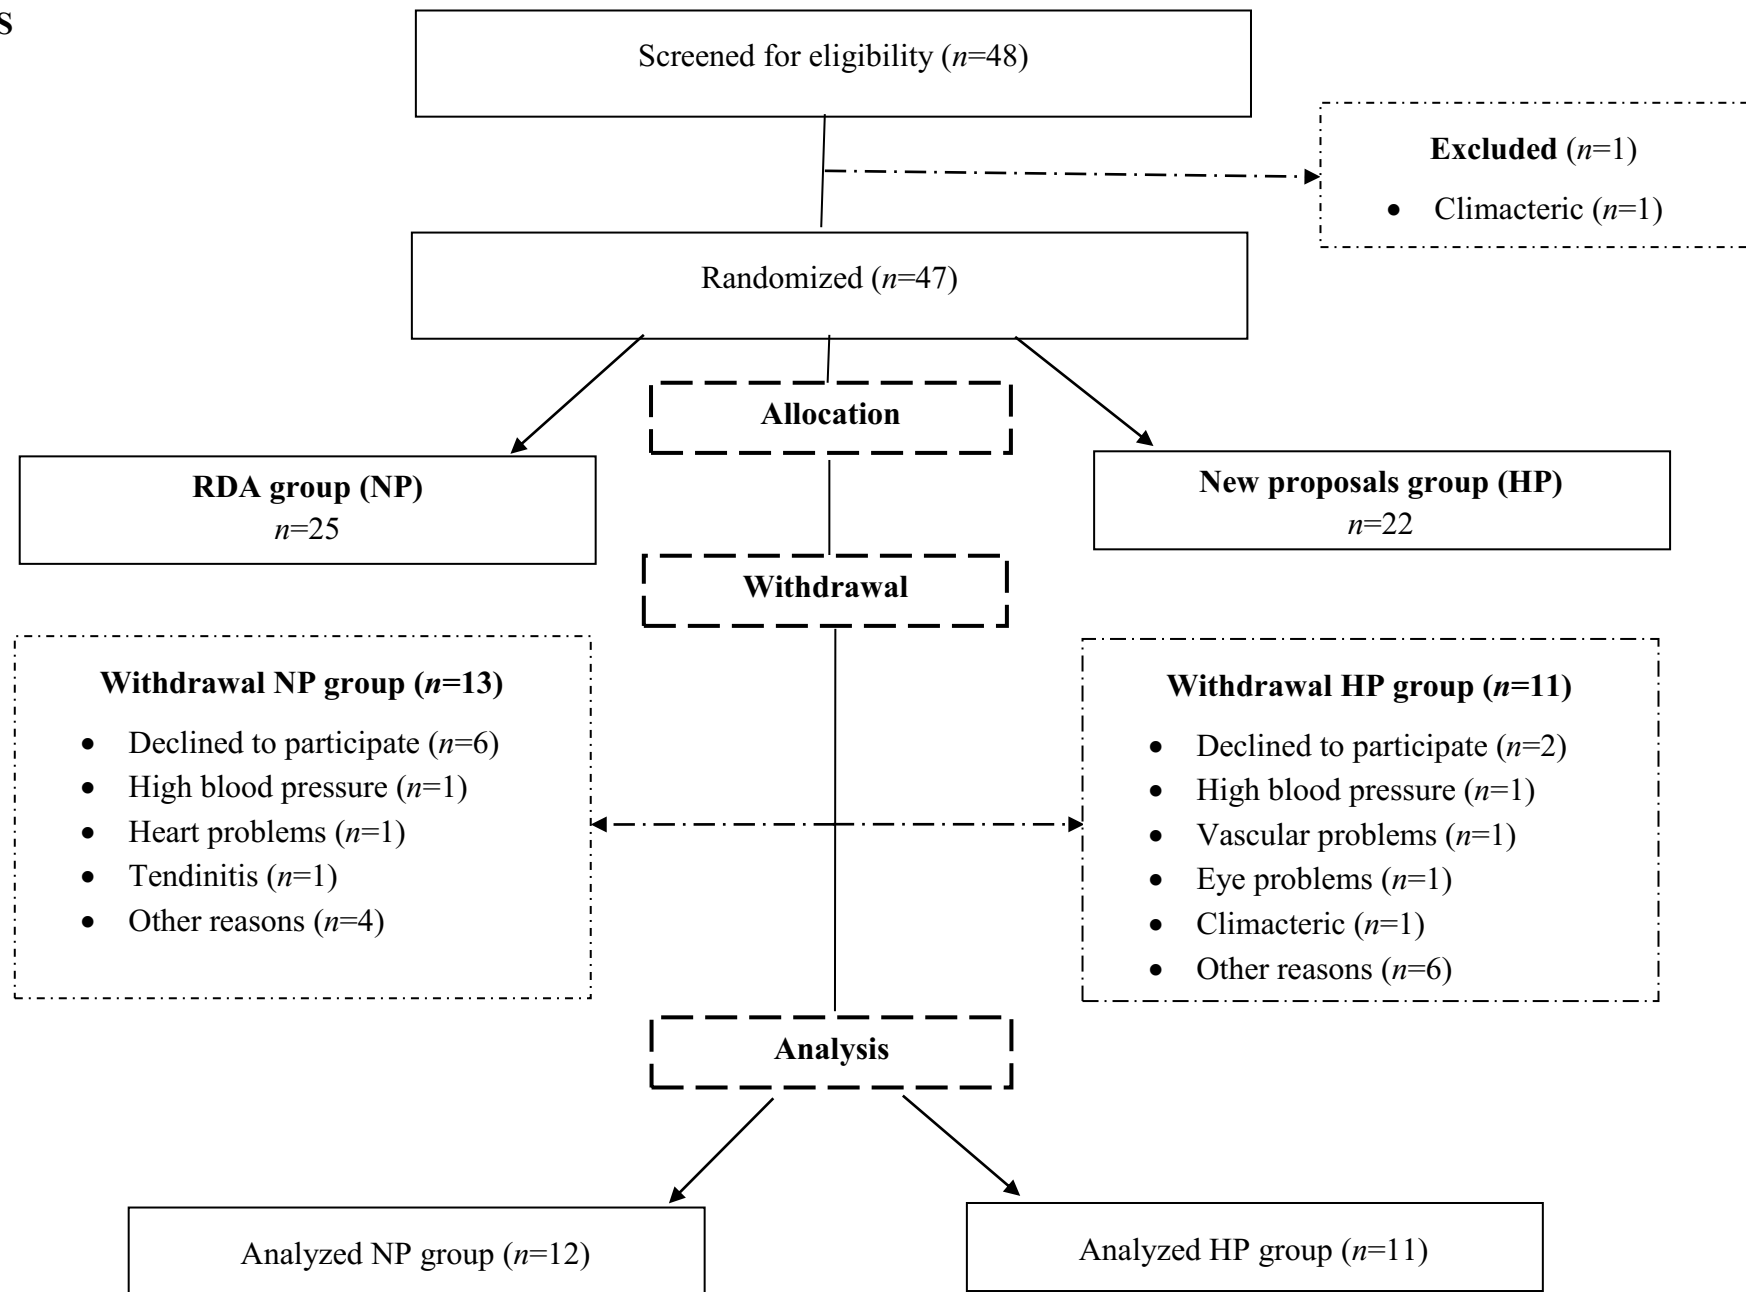 S
Screened for eligibility (n=48)
Excluded (n=1)
• Climacteric (n=1)
Randomized (n=47)
Allocation
RDA group (NP)
n=25
New proposals group (HP)
n=22
Withdrawal
Withdrawal NP group (n=13)
• Declined to participate (n=6)
• High blood pressure (n=1)
• Heart problems (n=1)
• Tendinitis (n=1)
• Other reasons (n=4)
Withdrawal HP group (n=11)
• Declined to participate (n=2)
• High blood pressure (n=1)
• Vascular problems (n=1)
• Eye problems (n=1)
• Climacteric (n=1)
• Other reasons (n=6)
Analysis
Analyzed NP group (n=12)
Analyzed HP group (n=11)